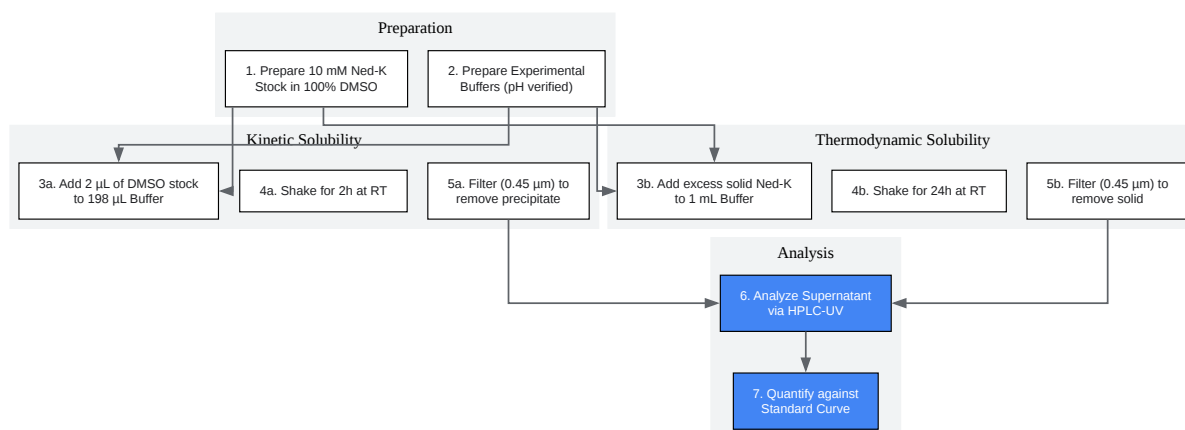 Preparation
1. Prepare 10 mM Ned-K
Stock in 100% DMSO
2. Prepare Experimental
Buffers (pH verified)
Kinetic Solubility
3a. Add 2 µL of DMSO stock
to 198 µL Buffer
4a. Shake for 2h at RT
5a. Filter (0.45 µm) to
remove precipitate
Thermodynamic Solubility
3b. Add excess solid Ned-K
to 1 mL Buffer
4b. Shake for 24h at RT
5b. Filter (0.45 µm) to
remove solid
Analysis
6. Analyze Supernatant
via HPLC-UV
7. Quantify against
Standard Curve